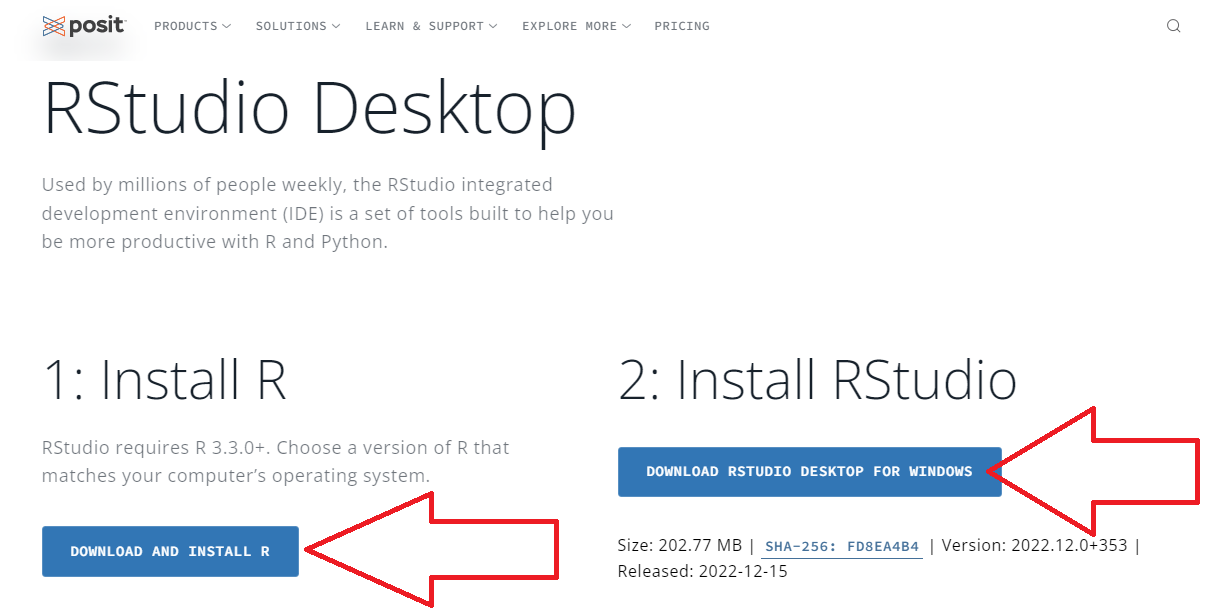 posit
PRODUCTS
SOLUTIONS
LEARN & SUPPORT
EXPLORE MORE
PRICING
RStudio Desktop
Used by millions of people weekly, the RStudio integrated
development environment (IDE) is a set of tools built to help you
be more productive with R and Python.
1: Install R
RStudio requires R 3.3.0+. Choose a version of R that
matches your computer’s operating system.
DOWNLOAD AND INSTALL R
2: Install RStudio
DOWNLOAD RSTUDIO DESKTOP FOR WINDOWS
Size: 202.77 MB | SHA-256: FD8EA4B4 | Version: 2022.12.0+353 |
Released: 2022-12-15